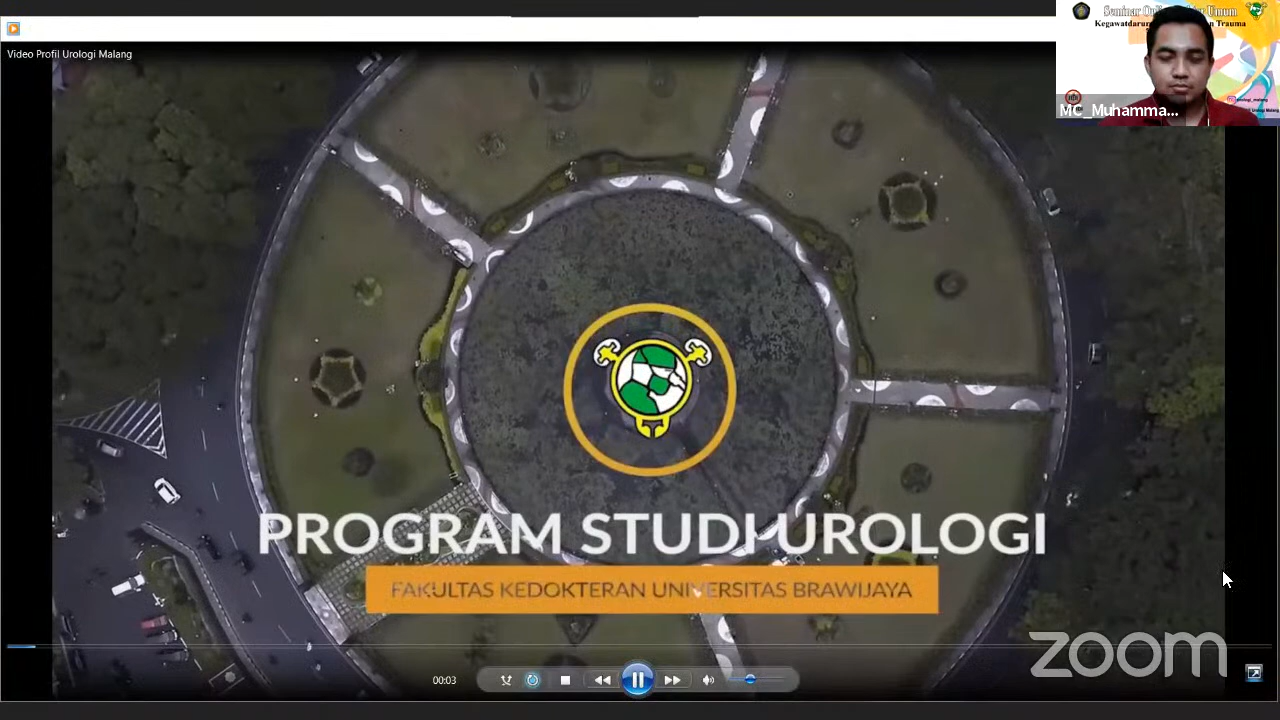 Video Profil Urologi Malang
MC_Muhamma...
PROGRAM STUDI UROLOGI
FAKULTAS KEDOKTERAN UNIVERSITAS BRAWIJAYA
00:03
zoom